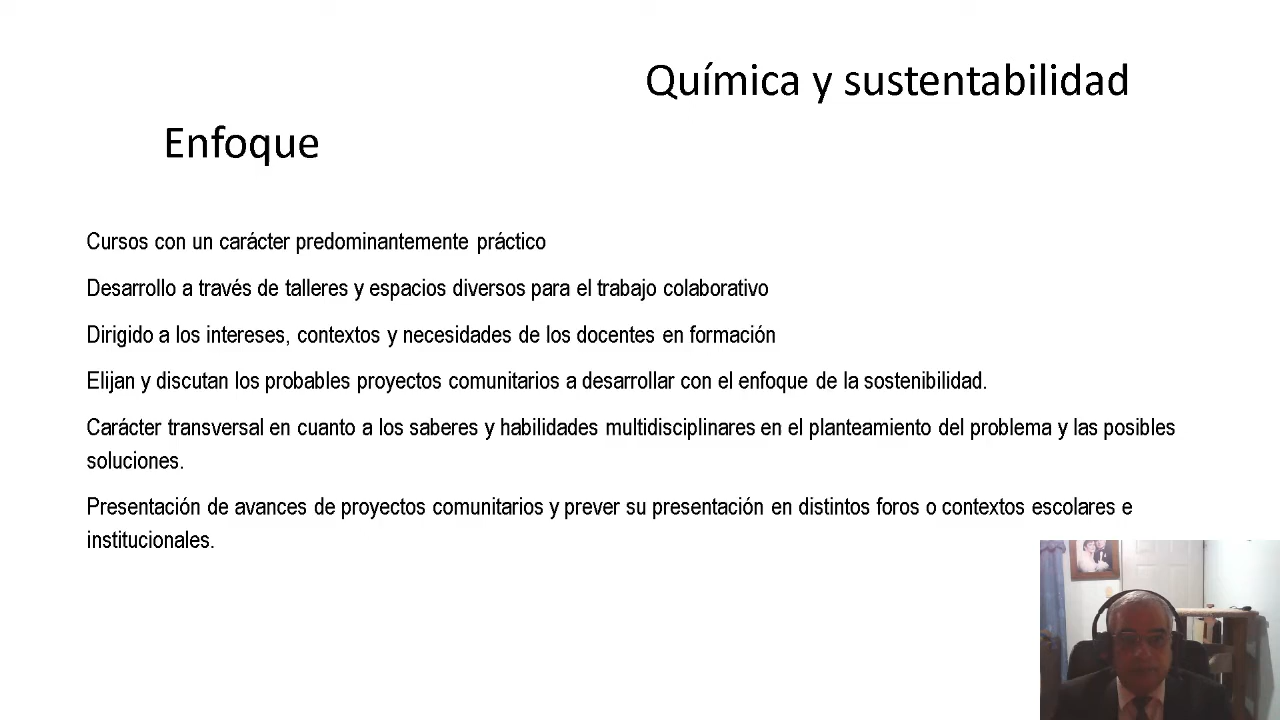 Química y sustentabilidad
Enfoque
Cursos con un carácter predominantemente práctico
Desarrollo a través de talleres y espacios diversos para el trabajo colaborativo
Dirigido a los intereses, contextos y necesidades de los docentes en formación
Elijan y discutan los probables proyectos comunitarios a desarrollar con el enfoque de la sostenibilidad.
Carácter transversal en cuanto a los saberes y habilidades multidisciplinares en el planteamiento del problema y las posibles
soluciones.
Presentación de avances de proyectos comunitarios y prever su presentación en distintos foros o contextos escolares e
institucionales.